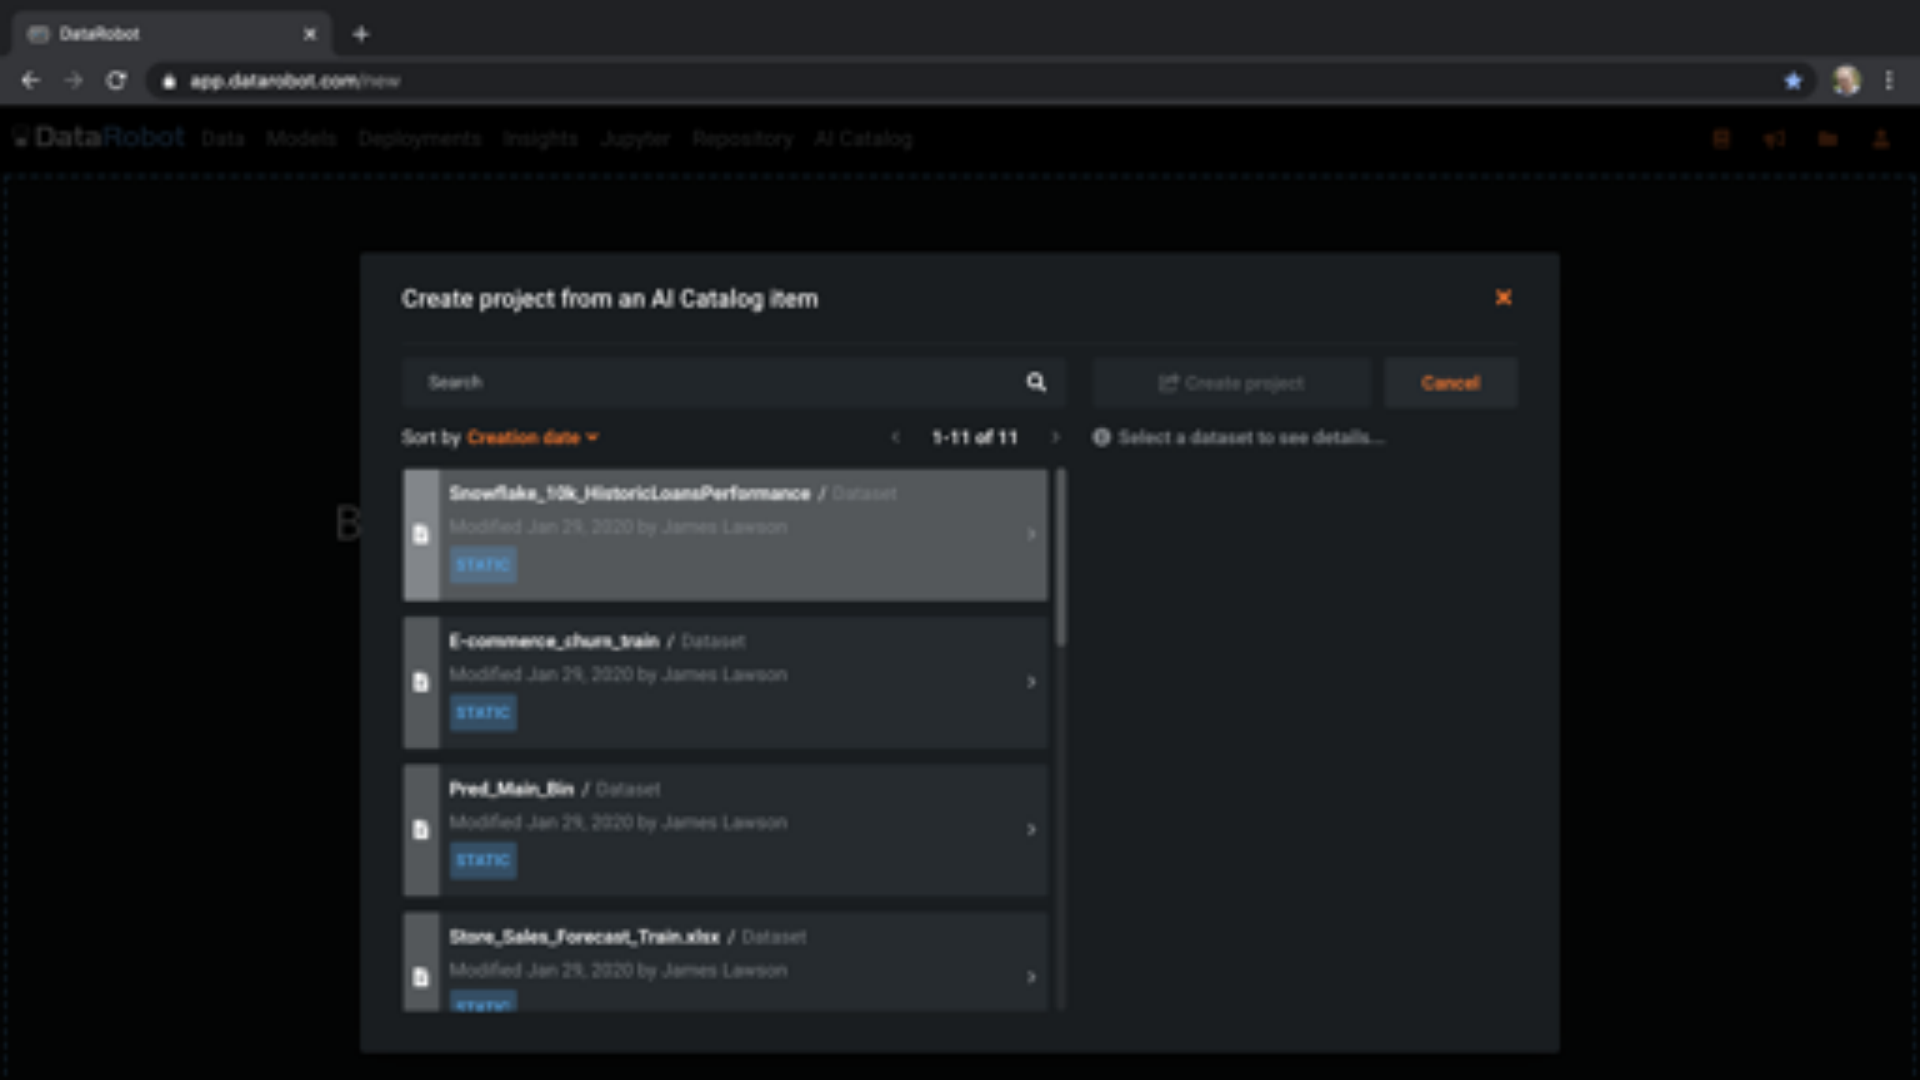 DataRobot
app.datarobot.com/new
DataRobot Data Models Deployments Insights Jupyter Repository AI Catalog
Create project from an AI Catalog item
Search
Create project
Cancel
Sort by Creation date
1-11 of 11
Select a dataset to see details...
B
Snowflake_10k_HistoricLoansPerformance / Dataset
Modified Jan 29, 2020 by James Lawson
STATIC
E-commerce_churn_train / Dataset
Modified Jan 29, 2020 by James Lawson
STATIC
Pred_Main_Bin / Dataset
Modified Jan 29, 2020 by James Lawson
STATIC
Store_Sales_Forecast_Train.xlsx / Dataset
Modified Jan 29, 2020 by James Lawson
STATIC